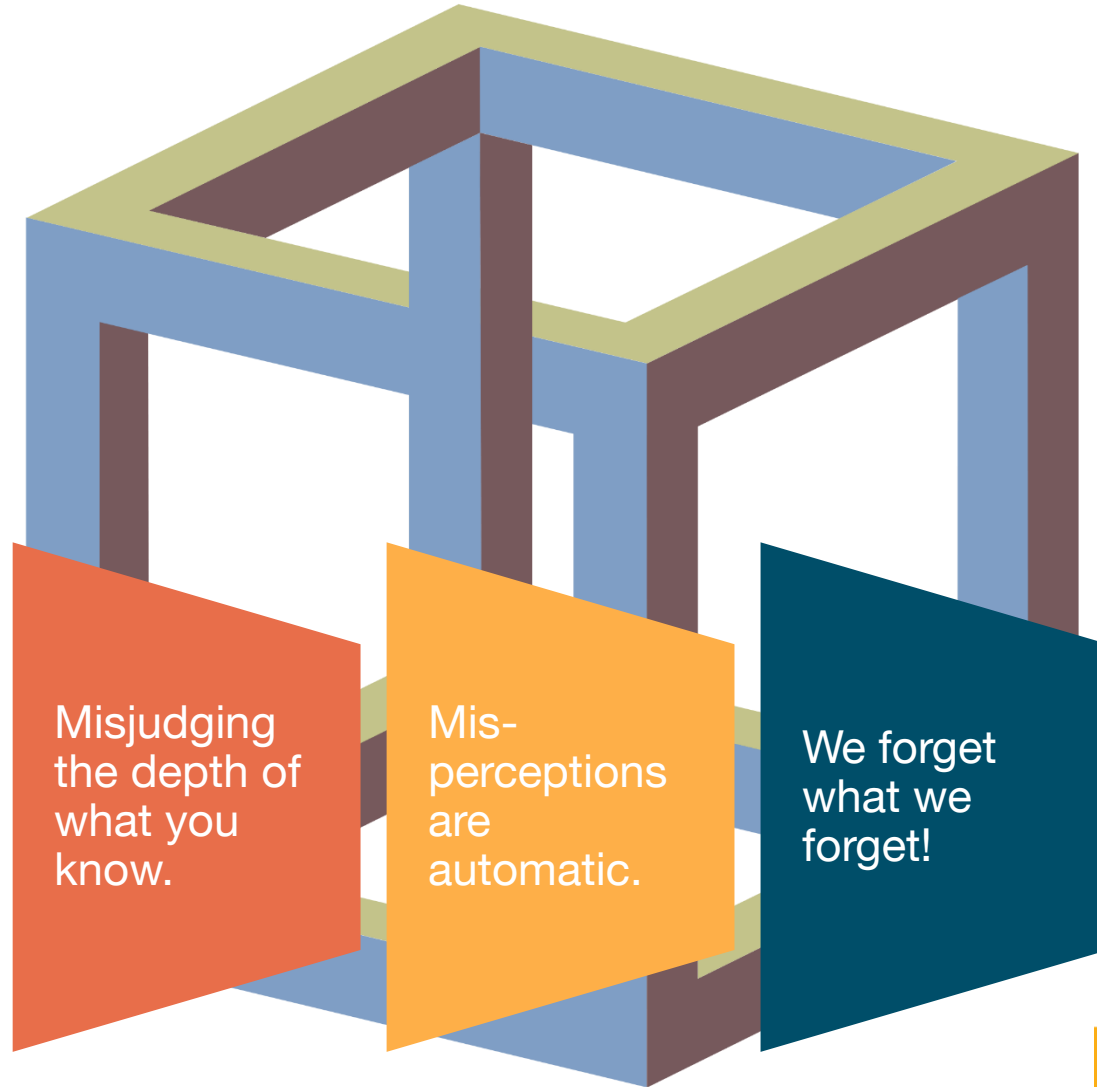 Misjudging
the depth of
what you
know.
Mis-
perceptions
are
automatic.
We forget
what we
forget!